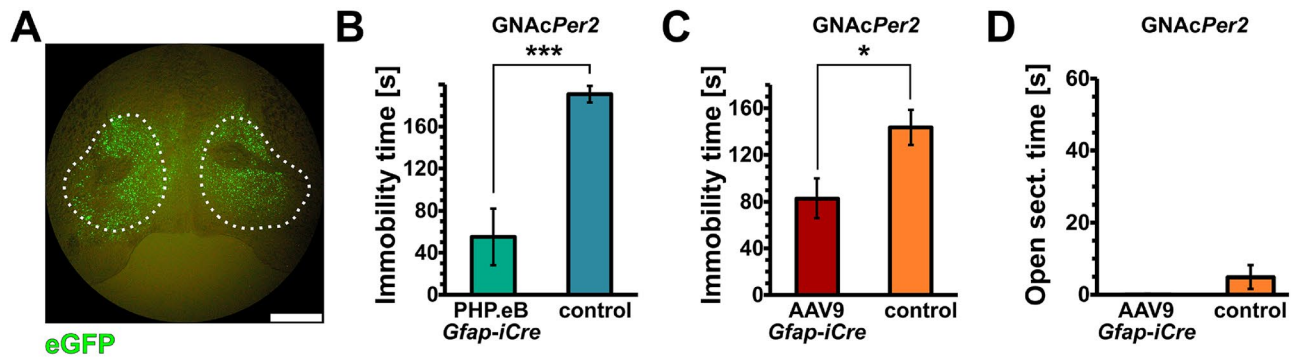 A
eGFP
B
GNAcPer2
***
Immobility time [s]
160
120
80
40
0
PHP.eB
Gfap-iCre
control
C
GNAcPer2
*
Immobility time [s]
160
120
80
40
0
AAV9
Gfap-iCre
control
D
GNAcPer2
Open sect. time [s]
60
40
20
0
AAV9
Gfap-iCre
control